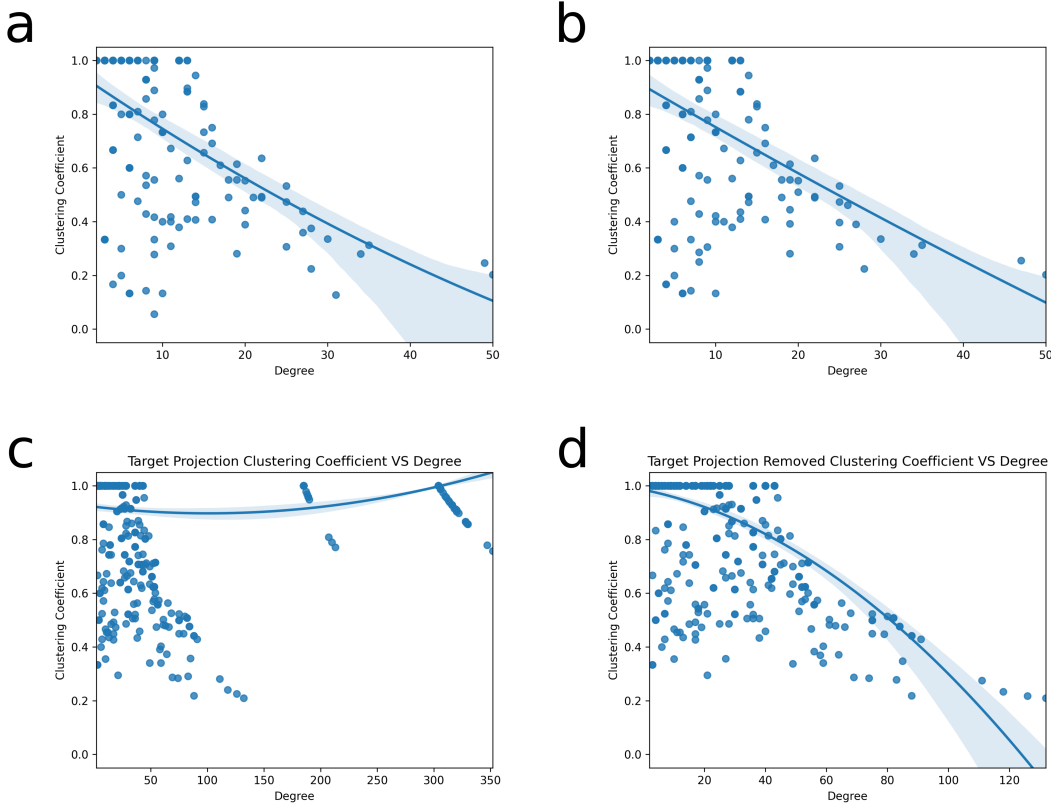 a
b
1.0
0.8
0.6
0.4
0.2
0.0
Clustering Coefficient
10 20 30 40 50
Degree
1.0
0.8
0.6
0.4
0.2
0.0
Clustering Coefficient
10 20 30 40 50
Degree
c
d
Target Projection Clustering Coefficient VS Degree
1.0
0.8
0.6
0.4
0.2
0.0
Clustering Coefficient
50 100 150 200 250 300 350
Degree
Target Projection Removed Clustering Coefficient VS Degree
1.0
0.8
0.6
0.4
0.2
0.0
Clustering Coefficient
20 40 60 80 100 120
Degree